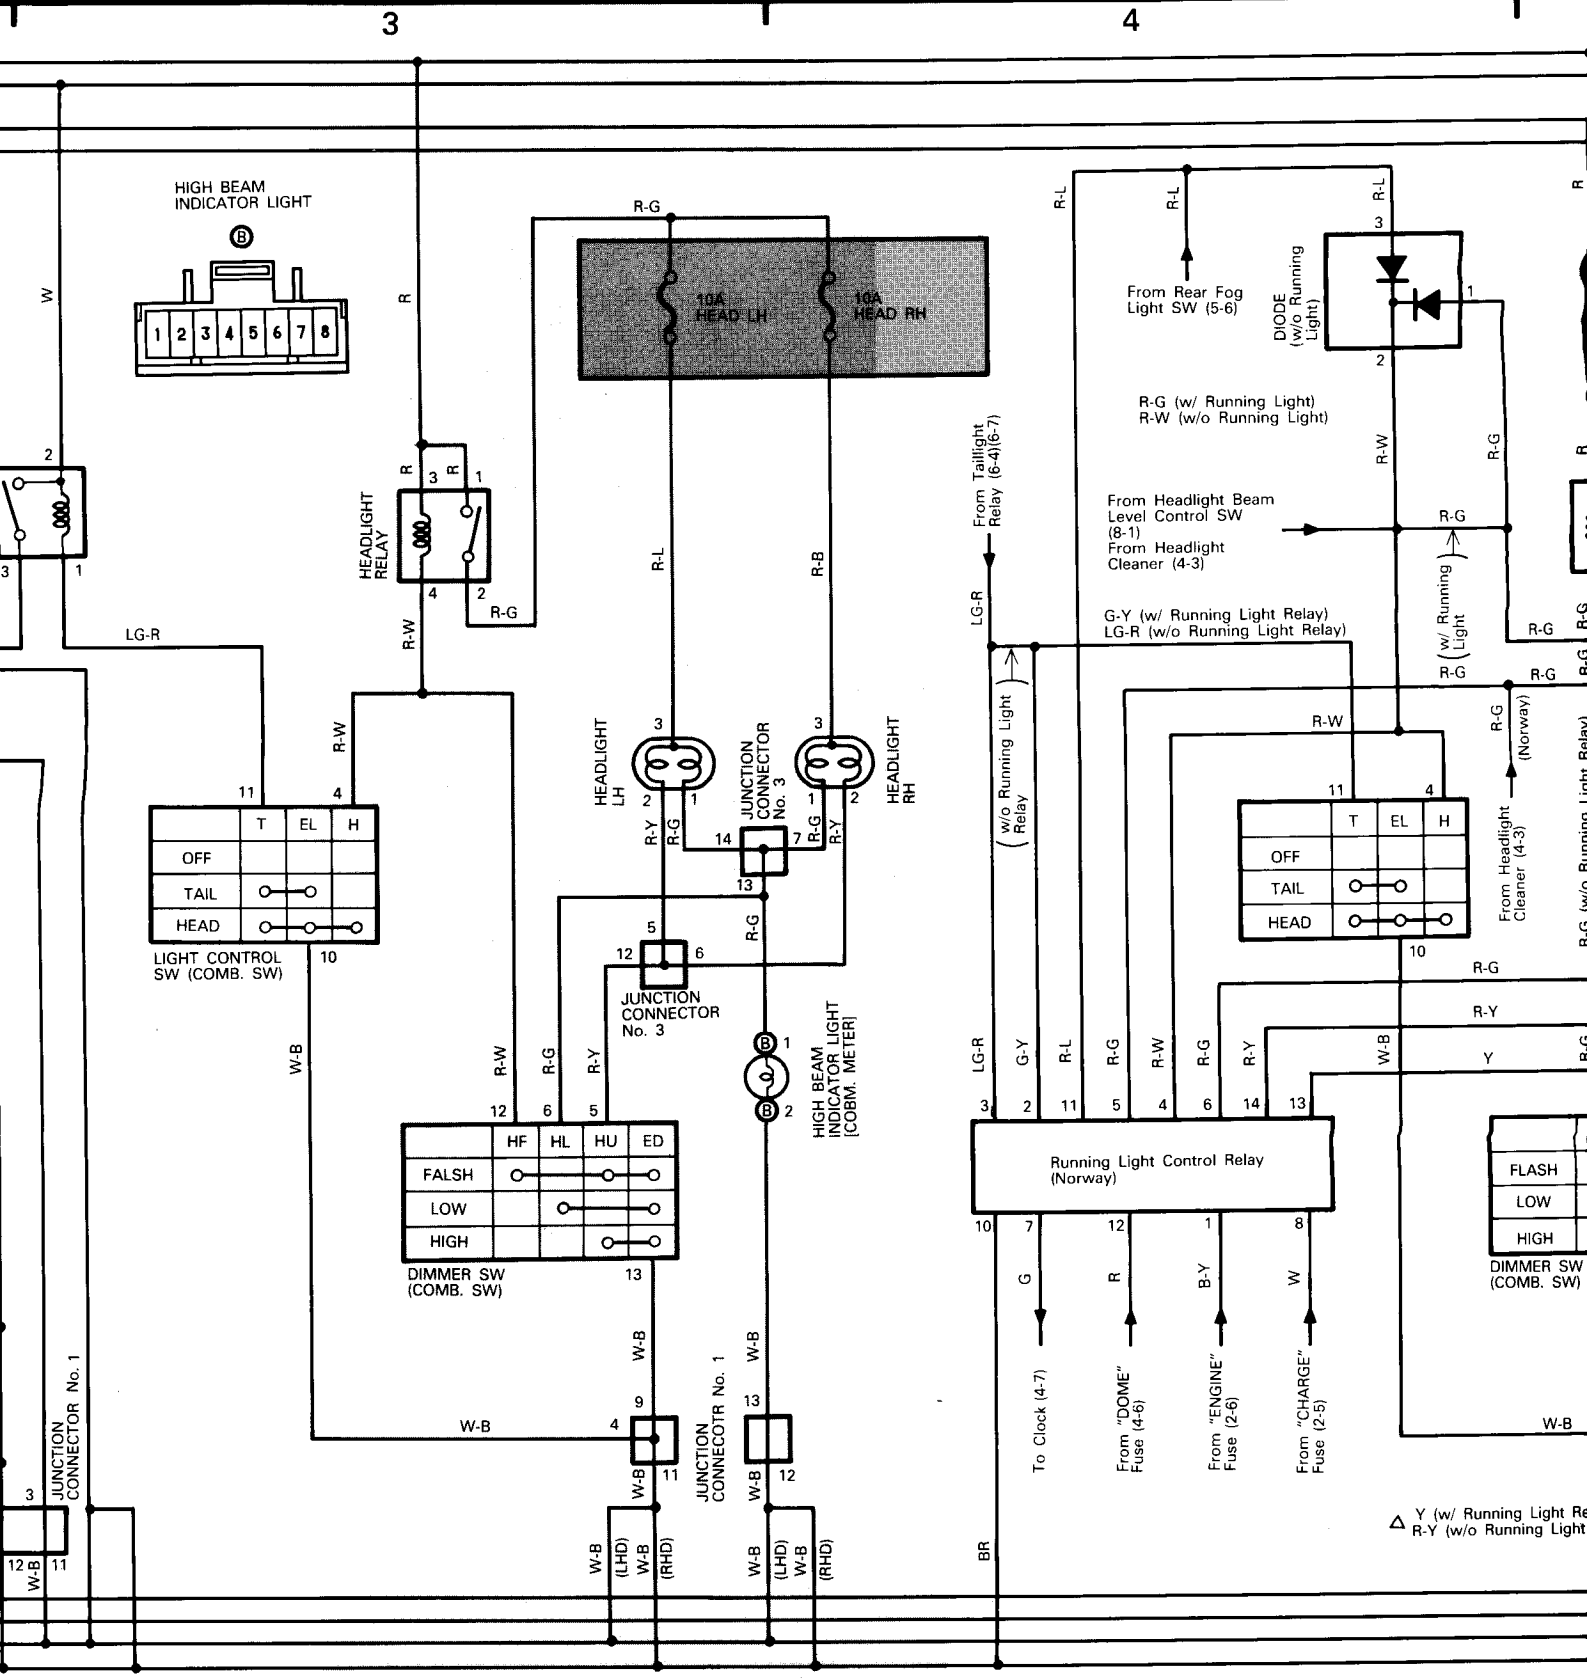 3
4
HIGH BEAM
INDICATOR LIGHT
B
1 2 3 4 5 6 7 8
W
2
3
1
LG-R
R
R
R
3
1
HEADLIGHT
RELAY
4
2
R-G
R-W
R-W
R-G
10A
HEAD LH
10A
HEAD RH
R-L
R-B
HEADLIGHT
LH
3
2
1
R-Y
R-G
JUNCTION
CONNECTOR
No. 3
14
7
13
3
1
2
R-G
R-Y
HEADLIGHT
RH
R-G
5
12
6
JUNCTION
CONNECTOR
No. 3
11
4
T EL H
OFF
TAIL
HEAD
LIGHT CONTROL
SW (COMB. SW)
10
W-B
R-W
R-G
R-Y
12
6
5
HF HL HU ED
FALSH
LOW
HIGH
DIMMER SW
(COMB. SW)
13
B 1
B 2
HIGH BEAM
INDICATOR LIGHT
[COBM. METER]
W-B
W-B
W-B
9
4
11
JUNCTION
CONNECOTR No. 1
13
12
W-B
W-B
W-B
(LHD)
W-B
(RHD)
W-B
(LHD)
W-B
(RHD)
JUNCTION
CONNECTOR No. 1
3
12
11
W-B
R-L
R-L
R-L
From Rear Fog
Light SW (5-6)
DIODE
(w/o Running
Light)
3
1
2
R
R
R-G (w/ Running Light)
R-W (w/o Running Light)
R-W
R-G
From Taillight
Relay (6-4)(6-7)
LG-R
From Headlight Beam
Level Control SW
(8-1)
From Headlight
Cleaner (4-3)
R-G
(w/ Running
Light
G-Y (w/ Running Light Relay)
LG-R (w/o Running Light Relay)
R-G
R-G
R-G
R-G
R-G
R-G
(Norway)
(w/o Running Light
Relay
R-W
11
4
T EL H
OFF
TAIL
HEAD
10
From Headlight
Cleaner (4-3)
R-G (w/o Running Light Relay)
R-G
R-Y
Y
R-G
W-B
LG-R
G-Y
R-L
R-G
R-W
R-G
R-Y
3 2 11 5 4 6 14 13
Running Light Control Relay
(Norway)
10 7 12 1 8
G
R
B-Y
W
To Clock (4-7)
From "DOME"
Fuse (4-6)
From "ENGINE"
Fuse (2-6)
From "CHARGE"
Fuse (2-5)
BR
FLASH
LOW
HIGH
DIMMER SW
(COMB. SW)
W-B
△ Y (w/ Running Light Re
R-Y (w/o Running Light